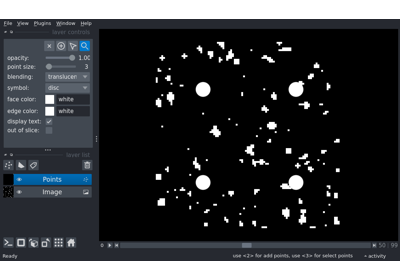 File View Plugins Window Help
layer controls
opacity: 1.00
point size: 3
blending: translucen
symbol: disc
face color: white
edge color: white
display text:
out of slice:
layer list
Points
Image
0 50 99
Ready use <2> for add points, use <3> for select points activity